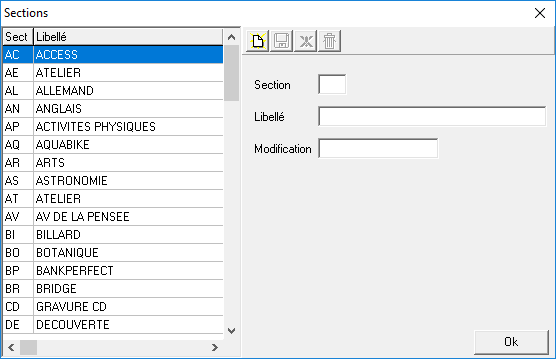 Sections
Sect Libellé
AC ACCESS
AE ATELIER
AL ALLEMAND
AN ANGLAIS
AP ACTIVITES PHYSIQUES
AQ AQUABIKE
AR ARTS
AS ASTRONOMIE
AT ATELIER
AV AV DE LA PENSEE
BI BILLARD
BO BOTANIQUE
BP BANKPERFECT
BR BRIDGE
CD GRAVURE CD
DE DECOUVERTE
Section
Libellé
Modification
Ok